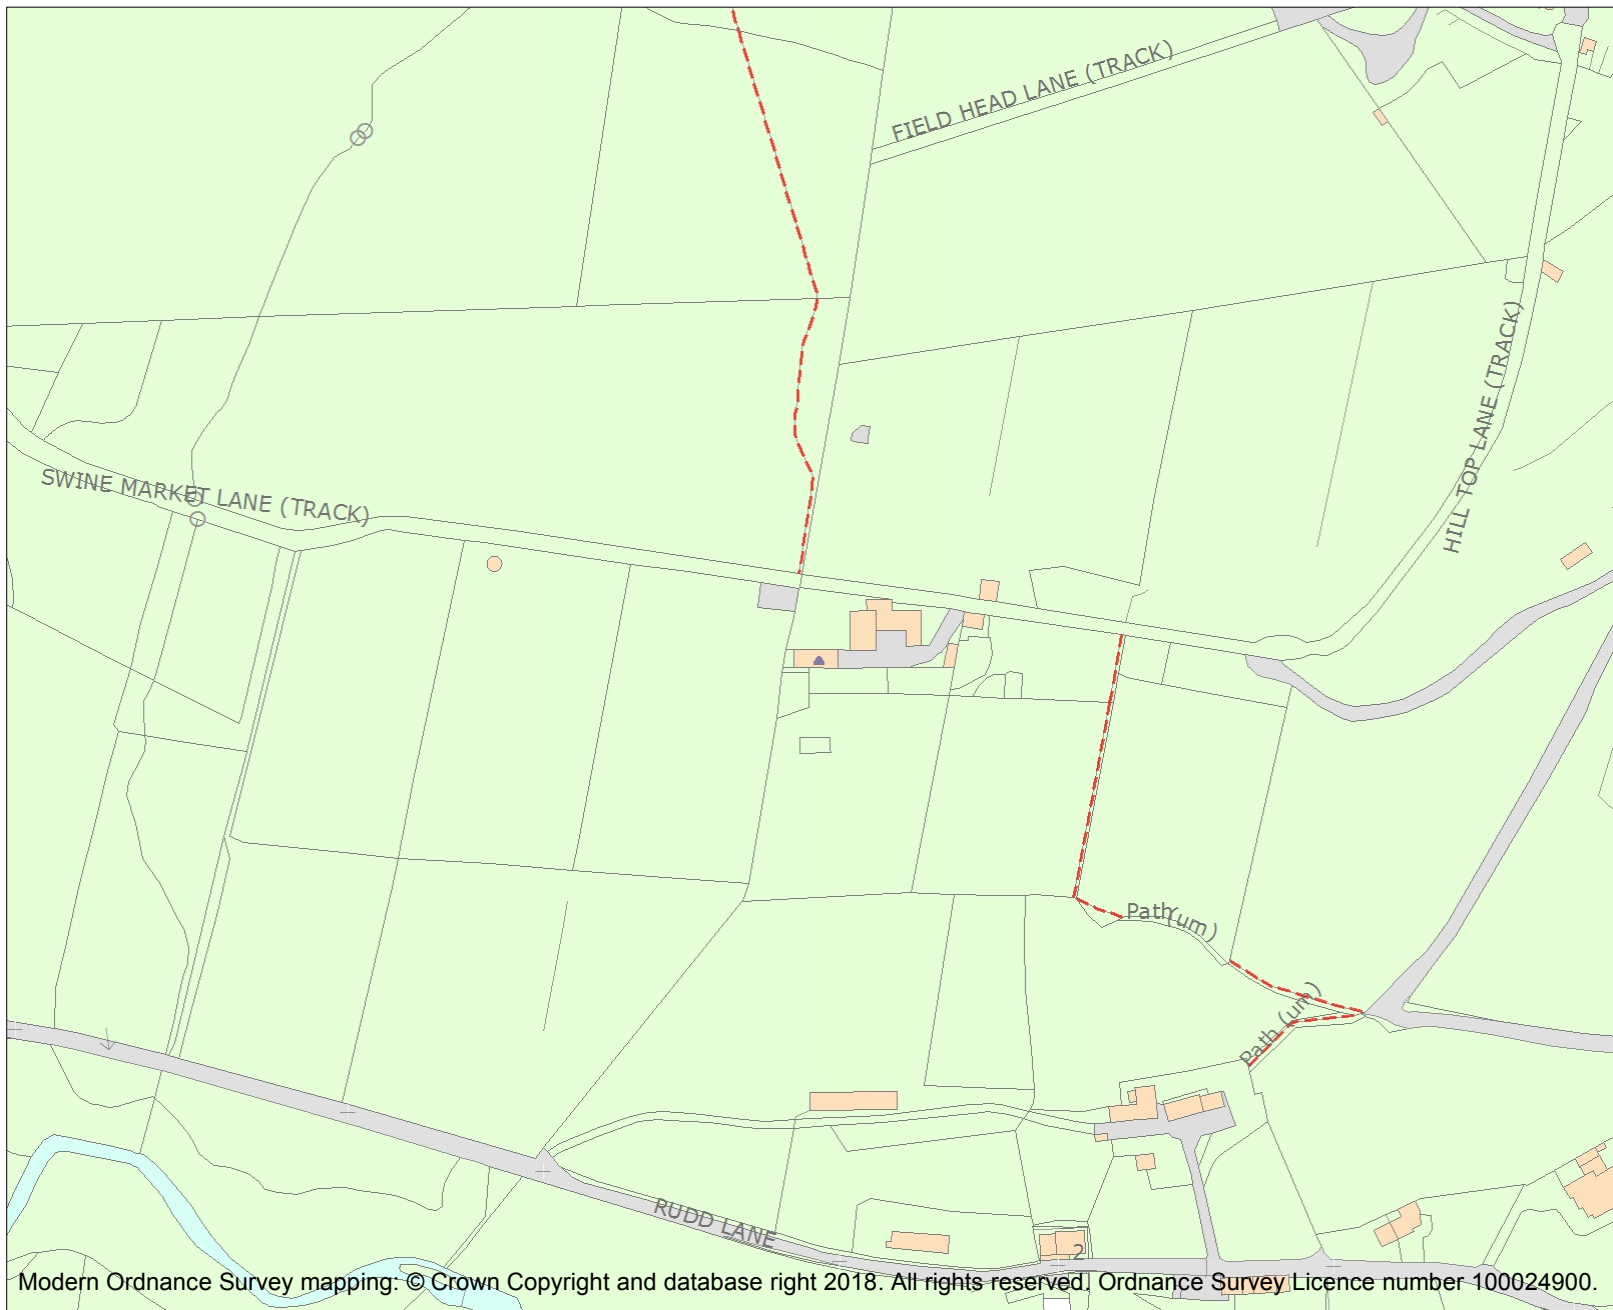 FIELD HEAD LANE (TRACK)
HILL TOP LANE (TRACK)
SWINE MARKET LANE (TRACK)
Path(um)
Path (um)
RUDD LANE
2
Modern Ordnance Survey mapping: © Crown Copyright and database right 2018. All rights reserved. Ordnance Survey Licence number 100024900.